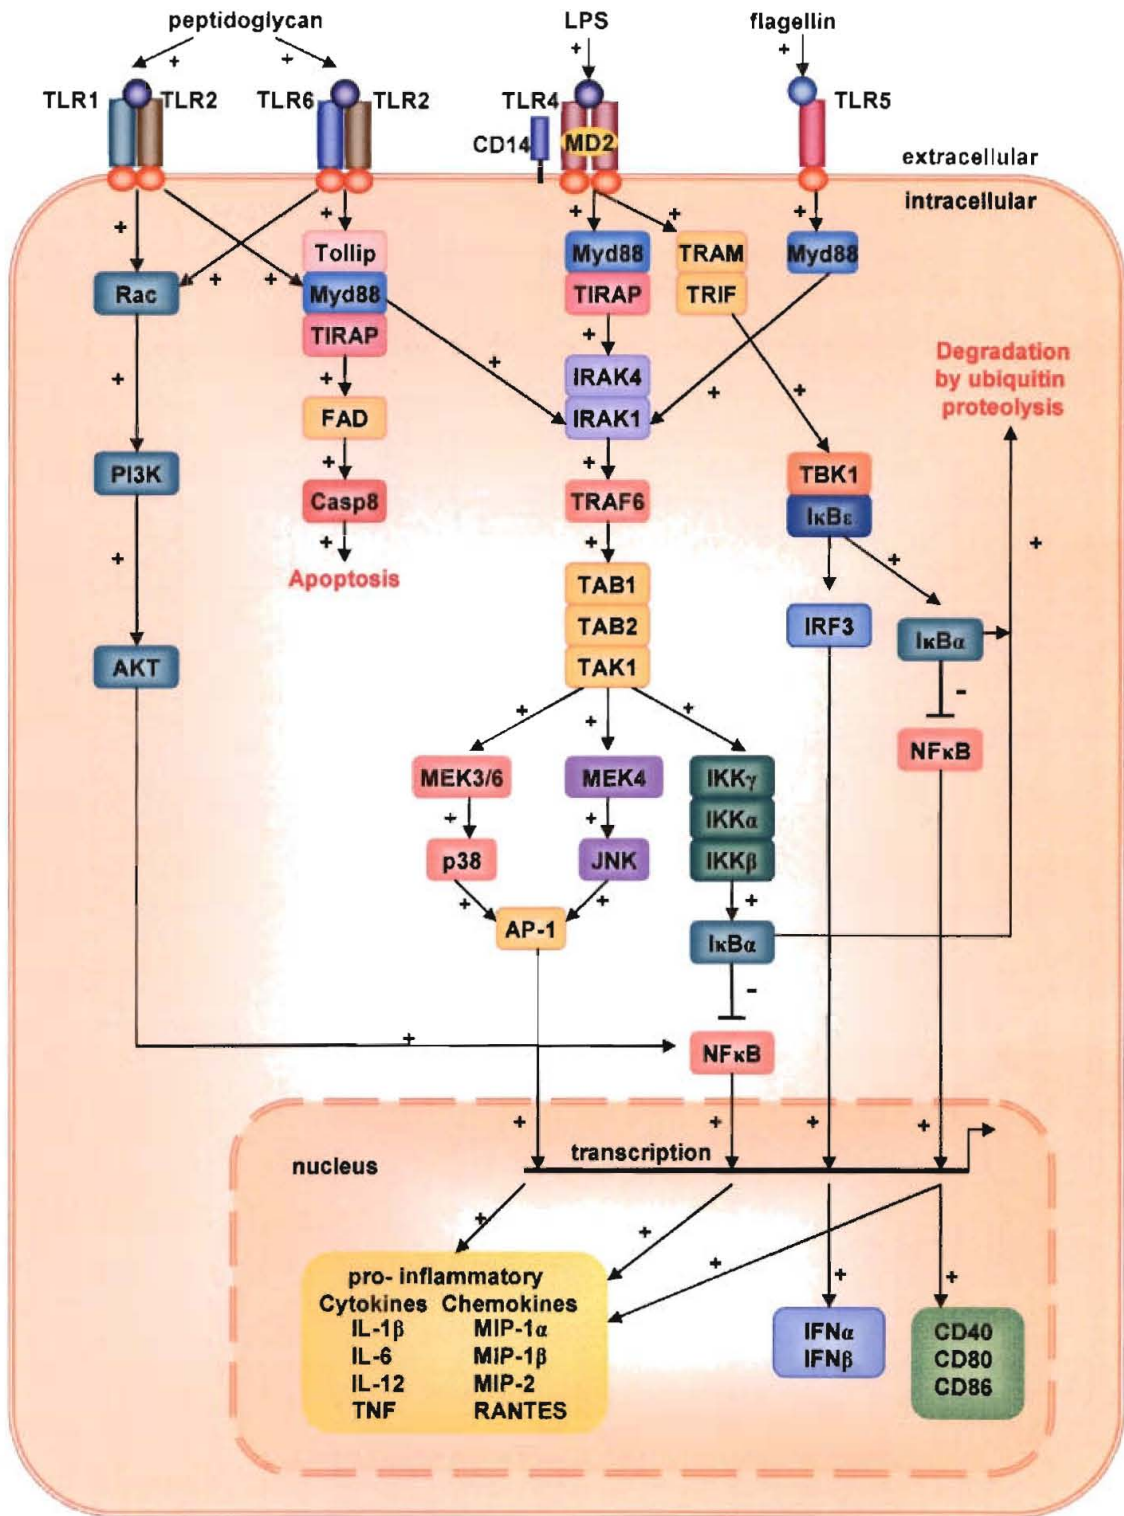 peptidoglycan LPS flagellin
+ + + +
TLR1 TLR2 TLR6 TLR2 TLR4 TLR5
CD14 MD2
extracellular
intracellular
+ + + + +
Tollip Myd88 TRAM Myd88
Rac + + Myd88 TIRAP TRIF
TIRAP
+ + + + + +
Degradation
by ubiquitin
proteolysis
IRAK4
FAD IRAK1
+ +
PI3K Casp8 TRAF6 TBK1
IκBε
+ + + + +
Apoptosis TAB1
TAB2 IRF3 IκBα
AKT TAK1
-
+ + +
NFκB
MEK3/6 MEK4 IKKγ
+ + IKKα
p38 JNK IKKβ
+ + +
AP-1 IκBα
-
+
NFκB
+ + + +
nucleus transcription
+ + + + +
pro- inflammatory
Cytokines Chemokines
IL-1β MIP-1α
IL-6 MIP-1β
IL-12 MIP-2
TNF RANTES
IFNα
IFNβ
CD40
CD80
CD86